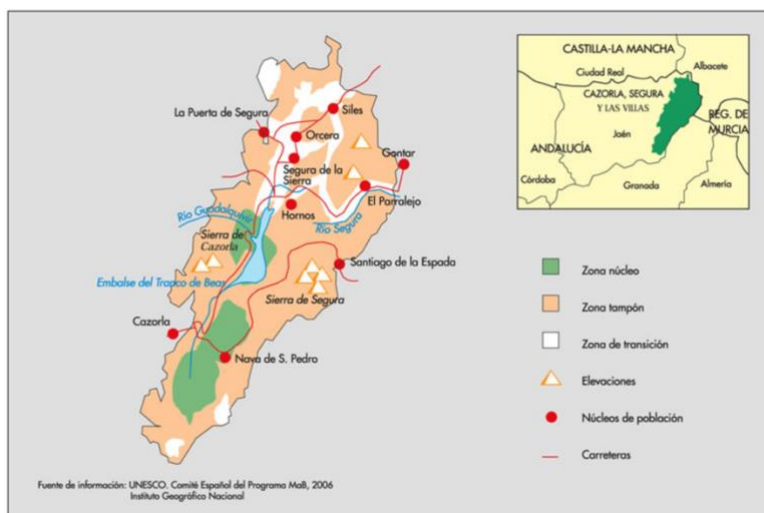 La Puerta de Segura
Siles
Orcera
Segura de la
Sierra
Gontar
El Parralejo
Hornos
Río Guadalquivir
Río Segura
Sierra de
Cazorla
Santiago de la Espada
Embalse del Tranco de Beas
Sierra de Segura
Cazorla
Nava de S. Pedro
CASTILLA-LA MANCHA
Ciudad Real
Albacete
CAZORLA, SEGURA
Y LAS VILLAS
REG. DE
MURCIA
Jaén
ANDALUCÍA
Córdoba
Granada
Almería
Zona núcleo
Zona tampón
Zona de transición
Elevaciones
Núcleos de población
Carreteras
Fuente de información: UNESCO. Comité Español del Programa MaB, 2006
Instituto Geográfico Nacional